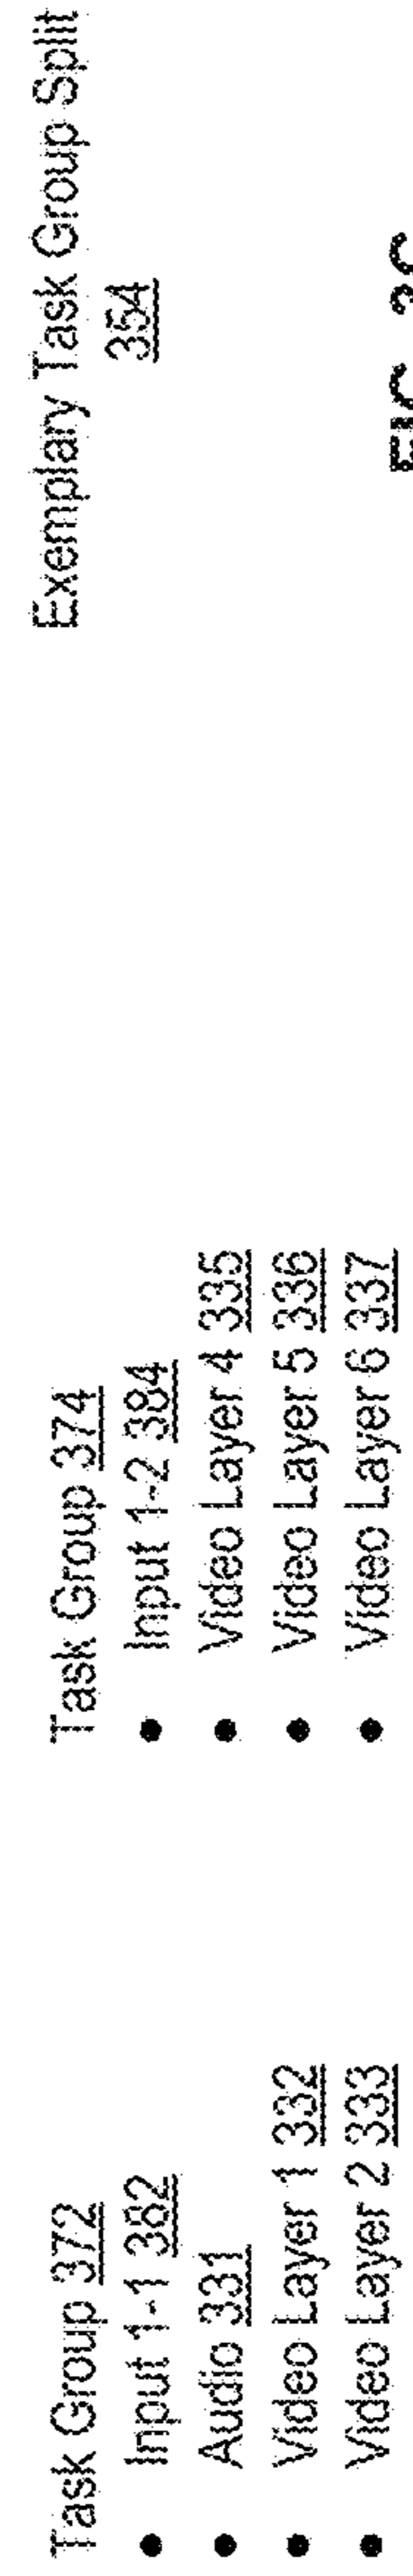 Task Group 372
• Input 1-1 382
• Audio 331
• Video Layer 1 332
• Video Layer 2 333
Task Group 374
• Input 1-2 384
• Video Layer 4 335
• Video Layer 5 336
• Video Layer 6 337
Exemplary Task Group Split
354